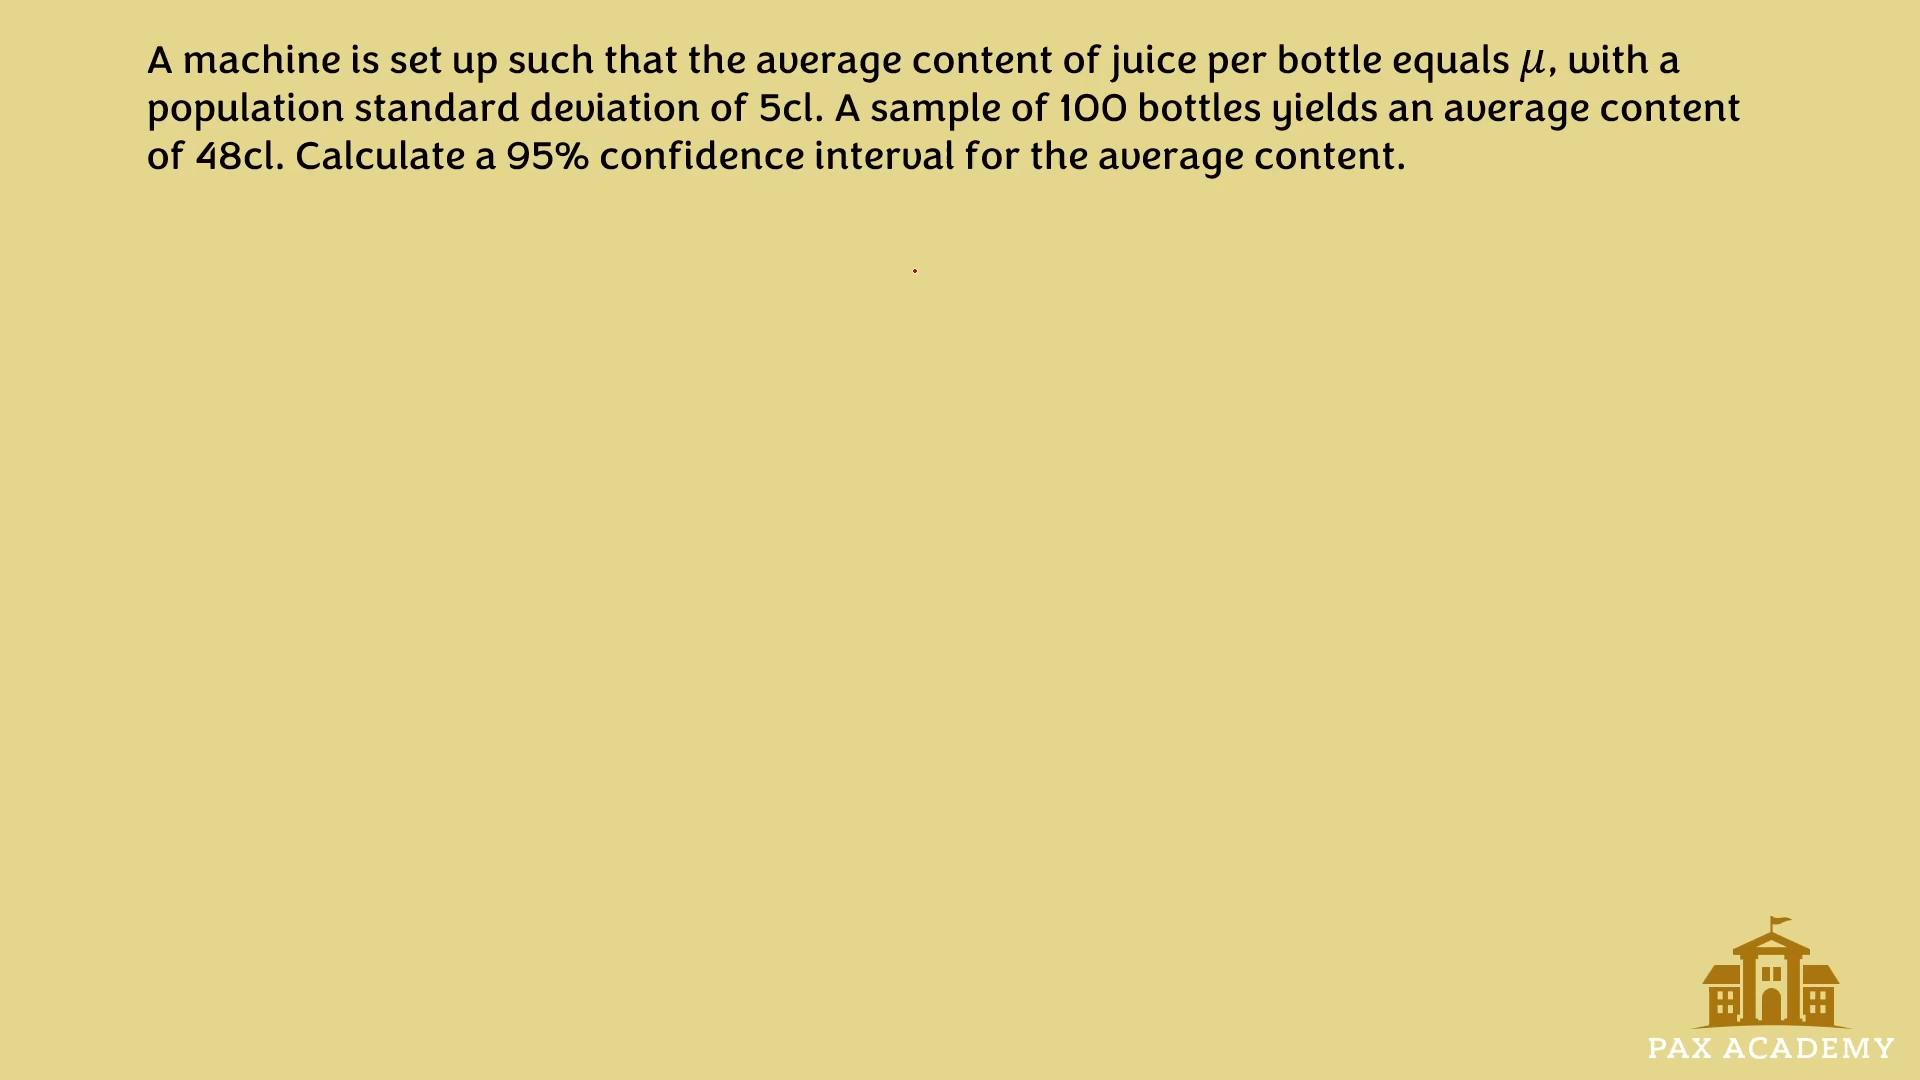 A machine is set up such that the average content of juice per bottle equals μ, with a
population standard deviation of 5cl. A sample of 100 bottles yields an average content
of 48cl. Calculate a 95% confidence interval for the average content.
PAX ACADEMY